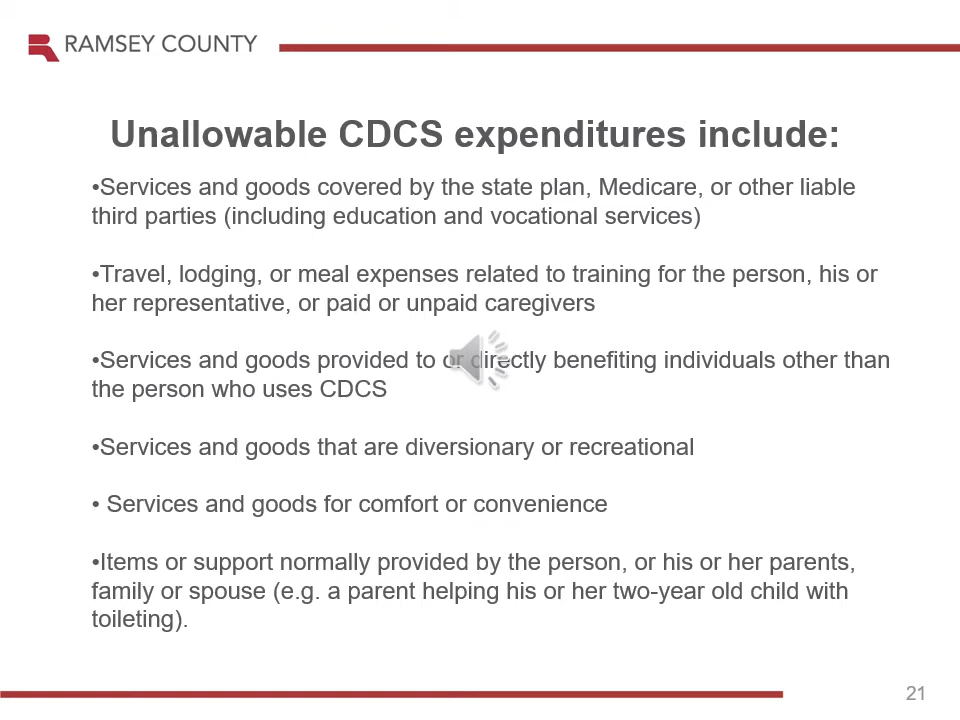 RAMSEY COUNTY
Unallowable CDCS expenditures include:
•Services and goods covered by the state plan, Medicare, or other liable
third parties (including education and vocational services)
•Travel, lodging, or meal expenses related to training for the person, his or
her representative, or paid or unpaid caregivers
•Services and goods provided to or directly benefiting individuals other than
the person who uses CDCS
•Services and goods that are diversionary or recreational
• Services and goods for comfort or convenience
•Items or support normally provided by the person, or his or her parents,
family or spouse (e.g. a parent helping his or her two-year old child with
toileting).
21